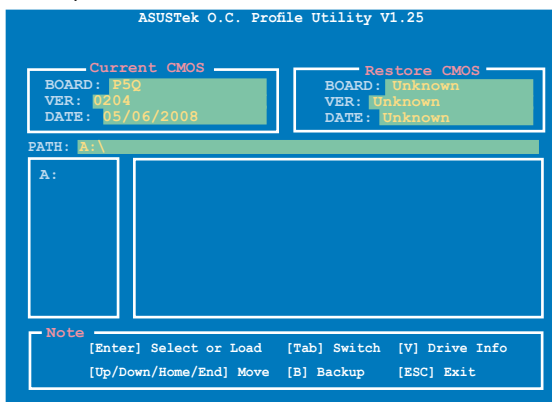 ASUSTek O.C. Profile Utility V1.25
Current CMOS
BOARD: P5Q
VER: 0204
DATE: 05/06/2008
Restore CMOS
BOARD: Unknown
VER: Unknown
DATE: Unknown
PATH: A:\
A:
Note
[Enter] Select or Load [Tab] Switch [V] Drive Info
[Up/Down/Home/End] Move [B] Backup [ESC] Exit